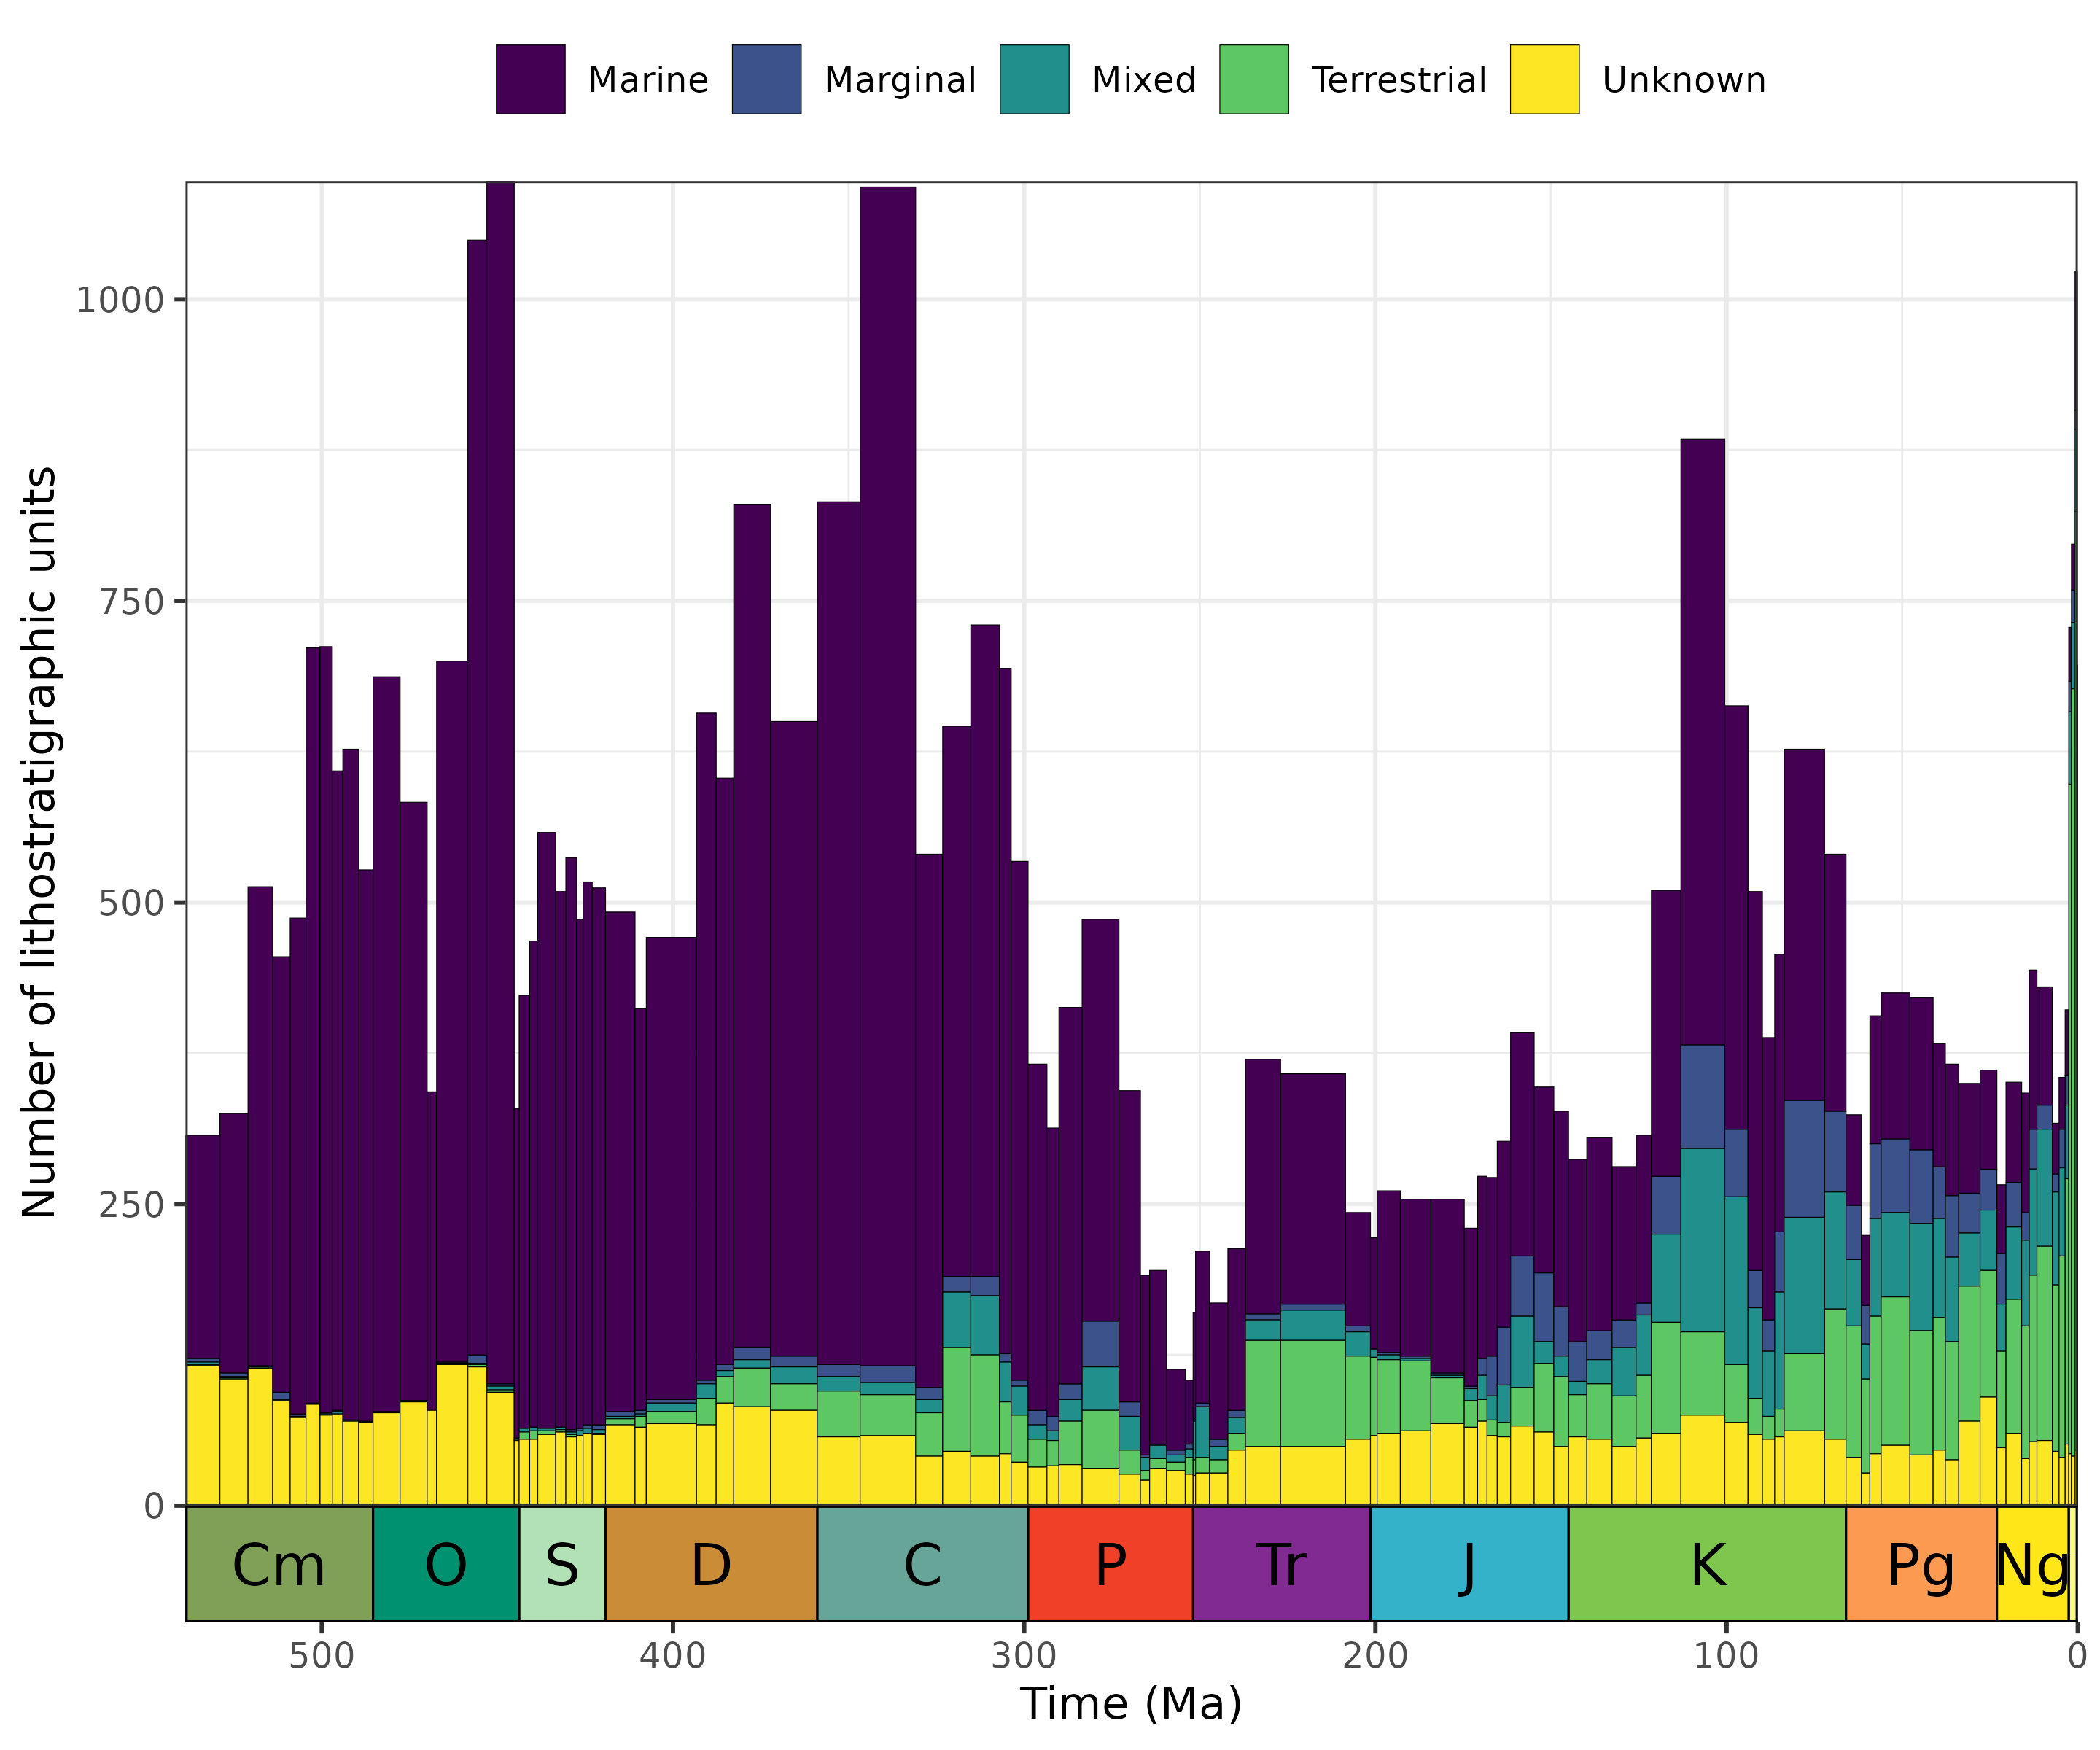 Marine Marginal Mixed Terrestrial Unknown
Number of lithostratigraphic units
1000
750
500
250
0
Cm O S D C P Tr J K Pg Ng
500 400 300 200 100 0
Time (Ma)